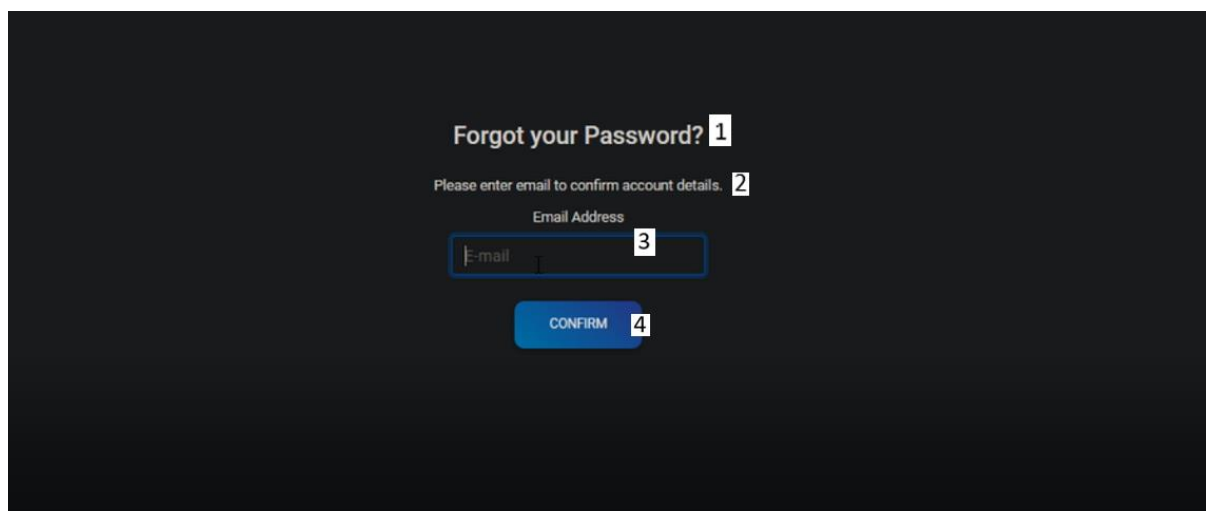 Forgot your Password? 1
Please enter email to confirm account details. 2
Email Address
E-mail 3
CONFIRM 4